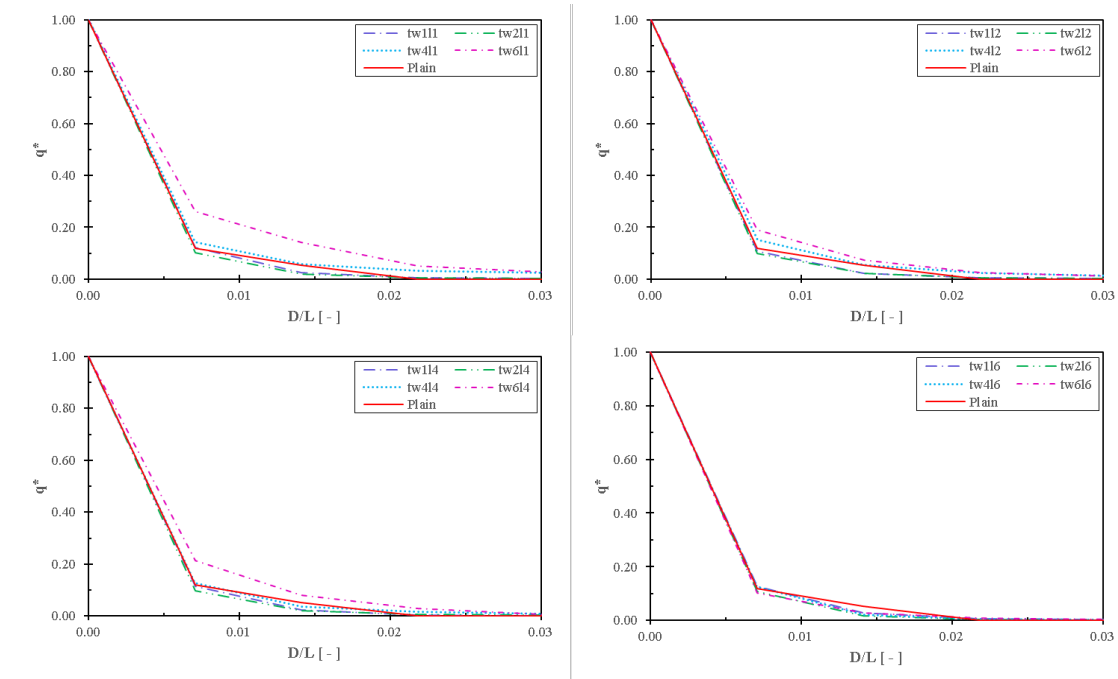 1.00
0.80
0.60
0.40
0.20
0.00
q*
0.00 0.01 0.02 0.03
D/L [ - ]
tw1l1 tw2l1
tw4l1 tw6l1
Plain
1.00
0.80
0.60
0.40
0.20
0.00
q*
0.00 0.01 0.02 0.03
D/L [ - ]
tw1l2 tw2l2
tw4l2 tw6l2
Plain
1.00
0.80
0.60
0.40
0.20
0.00
q*
0.00 0.01 0.02 0.03
D/L [ - ]
tw1l4 tw2l4
tw4l4 tw6l4
Plain
1.00
0.80
0.60
0.40
0.20
0.00
q*
0.00 0.01 0.02 0.03
D/L [ - ]
tw1l6 tw2l6
tw4l6 tw6l6
Plain